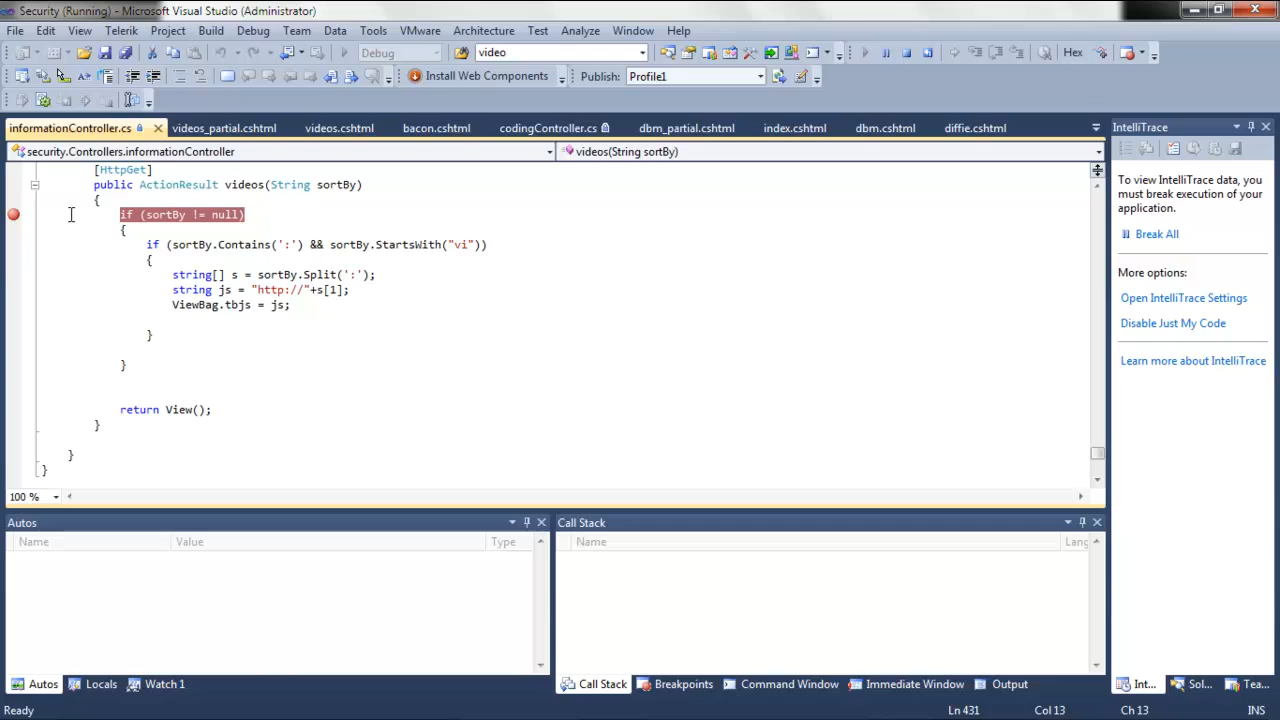 Security (Running) - Microsoft Visual Studio (Administrator)
File Edit View Telerik Project Build Debug Team Data Tools VMware Architecture Test Analyze Window Help
Debug video Hex
Install Web Components Publish: Profile1
informationController.cs videos_partial.cshtml videos.cshtml bacon.cshtml codingController.cs dbm_partial.cshtml index.cshtml dbm.cshtml diffie.cshtml
security.Controllers.informationController videos(String sortBy)
[HttpGet]
public ActionResult videos(String sortBy)
{
if (sortBy != null)
{
if (sortBy.Contains(':') && sortBy.StartsWith("vi"))
{
string[] s = sortBy.Split(':');
string js = "http://"+s[1];
ViewBag.tbjs = js;
}
}
return View();
}
}
}
100 %
IntelliTrace
To view IntelliTrace data, you must break execution of your application.
Break All
More options:
Open IntelliTrace Settings
Disable Just My Code
Learn more about IntelliTrace
Autos
Name Value Type
Call Stack
Name Lang
Autos Locals Watch 1
Call Stack Breakpoints Command Window Immediate Window Output
Int... Sol... Tea...
Ready Ln 431 Col 13 Ch 13 INS